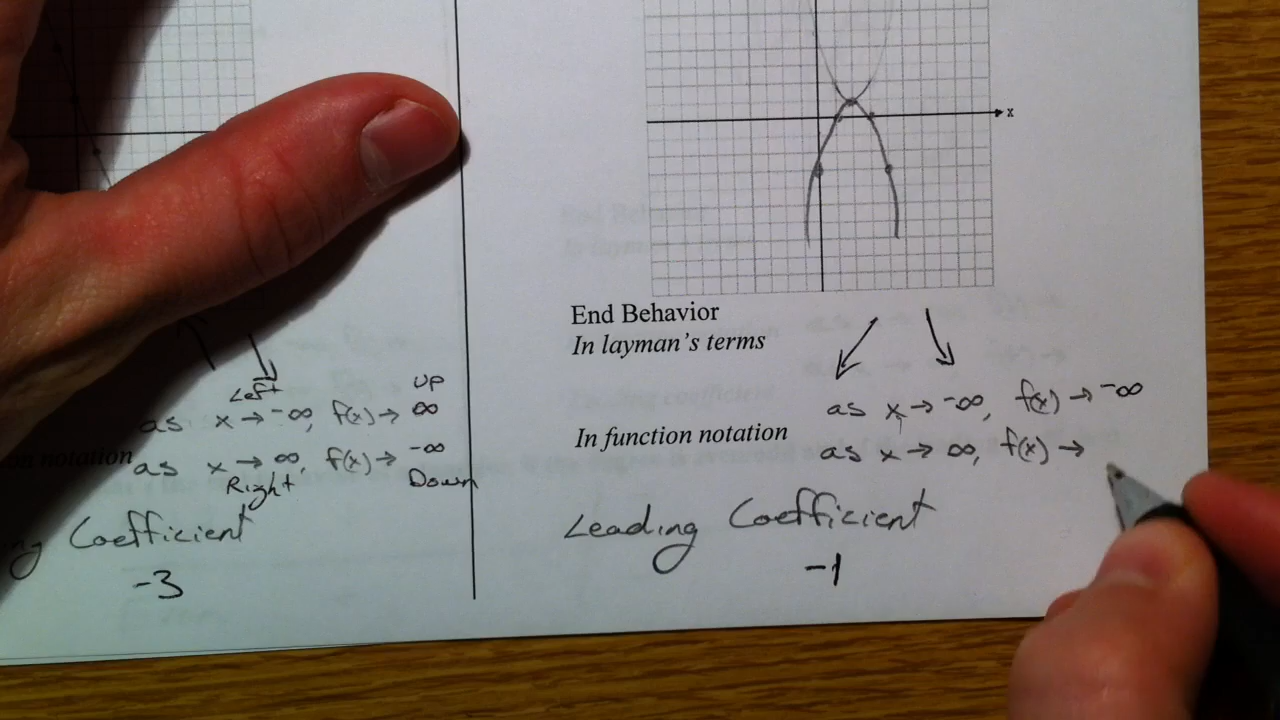 x
End Behavior
In layman's terms
Left UP
as x → -∞, f(x) → ∞
as x → ∞, f(x) → -∞
Right Down
Coefficient
-3
as x → -∞, f(x) → -∞
In function notation
as x → ∞, f(x) →
Leading Coefficient
-1